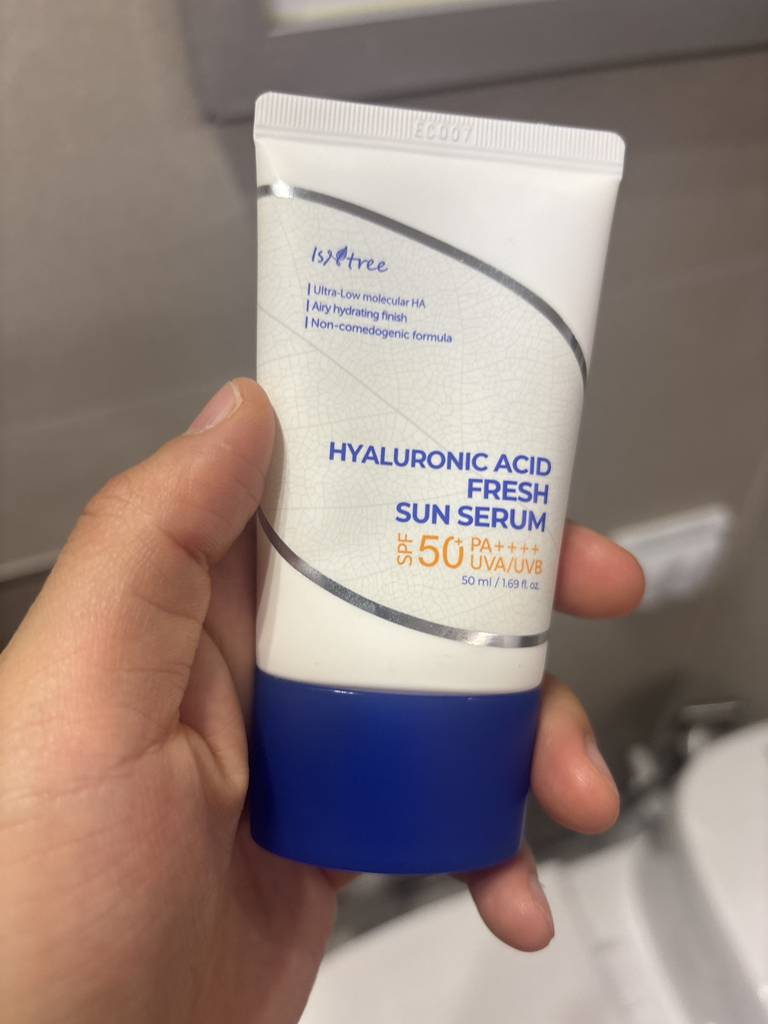 EC007
Isntree
Ultra-Low molecular HA
Airy hydrating finish
Non-comedogenic formula
HYALURONIC ACID
FRESH
SUN SERUM
SPF 50+ PA++++
UVA/UVB
50 ml / 1.69 fl. oz.